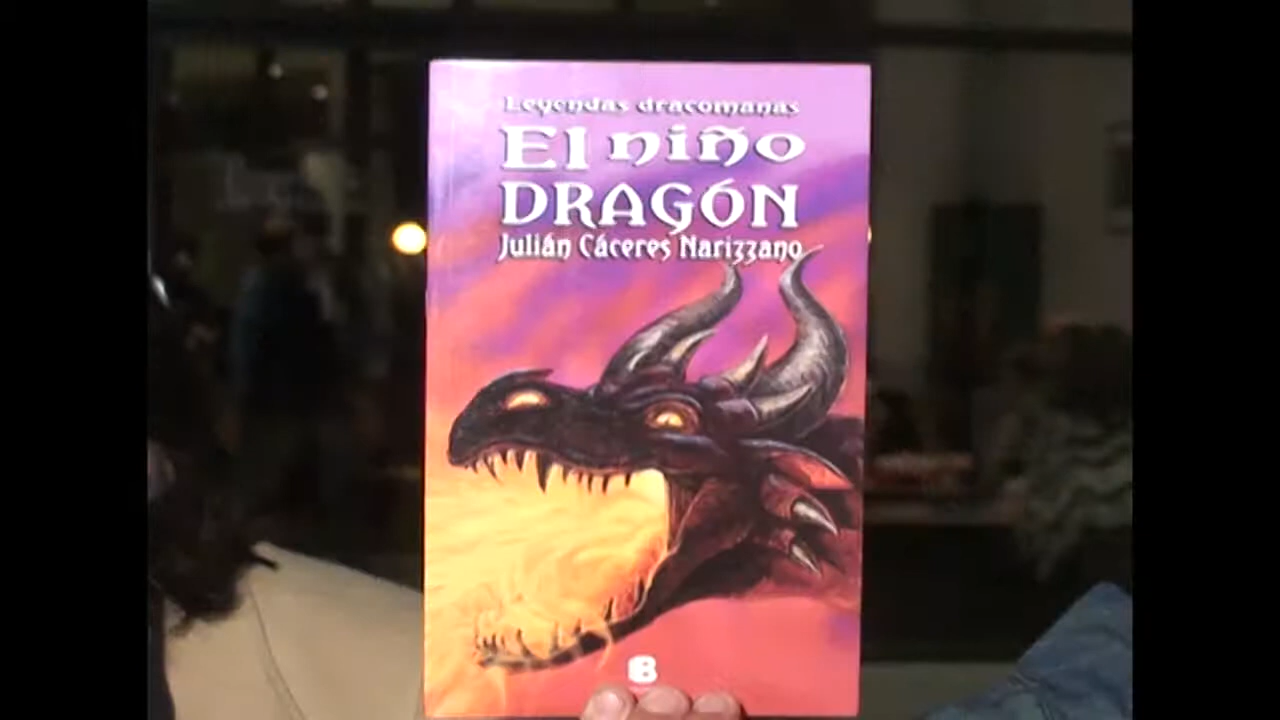 Leyendas dracomanas
El niño
DRAGÓN
Julián Cáceres Narizzano
B